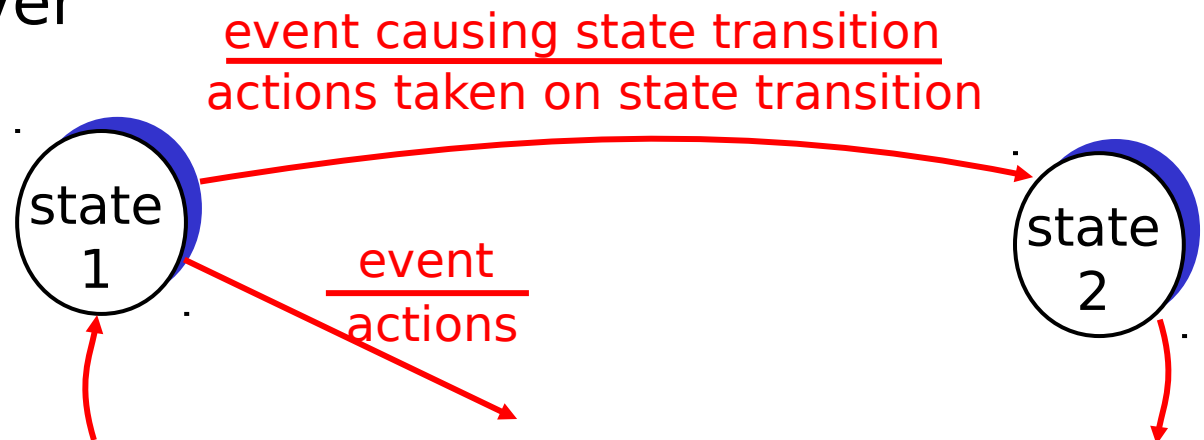 event causing state transition
actions taken on state transition
state
1
state
2
event
actions